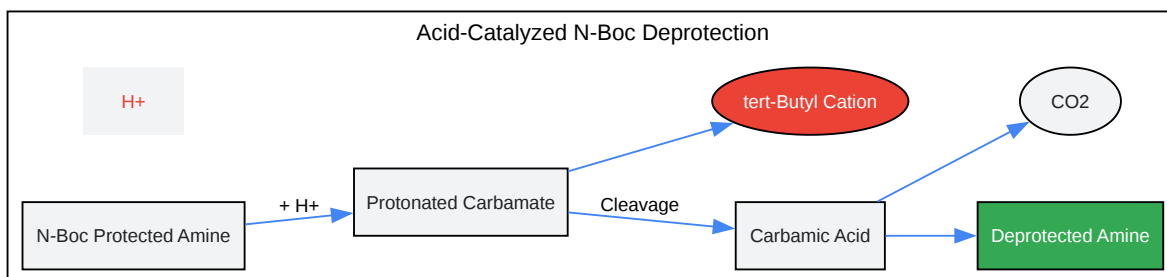 Acid-Catalyzed N-Boc Deprotection
H+
tert-Butyl Cation
CO2
+ H+
Protonated Carbamate
Cleavage
N-Boc Protected Amine
Carbamic Acid
Deprotected Amine